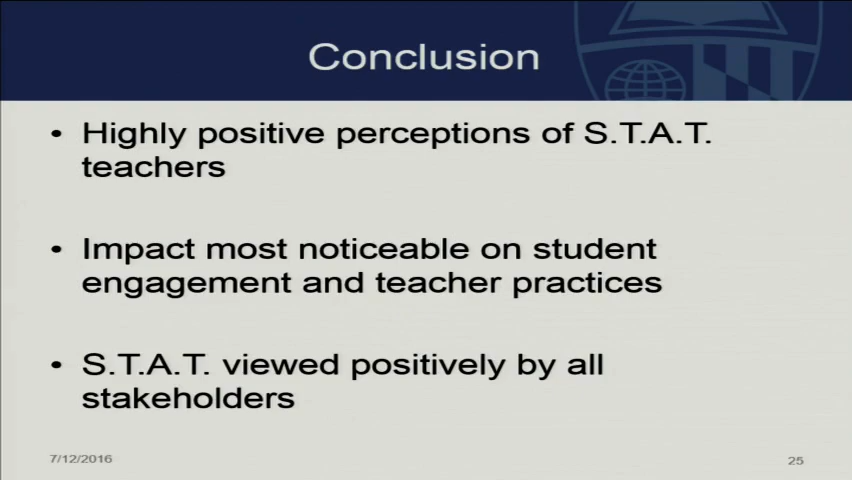 Conclusion
• Highly positive perceptions of S.T.A.T.
teachers
• Impact most noticeable on student
engagement and teacher practices
• S.T.A.T. viewed positively by all
stakeholders
7/12/2016
25